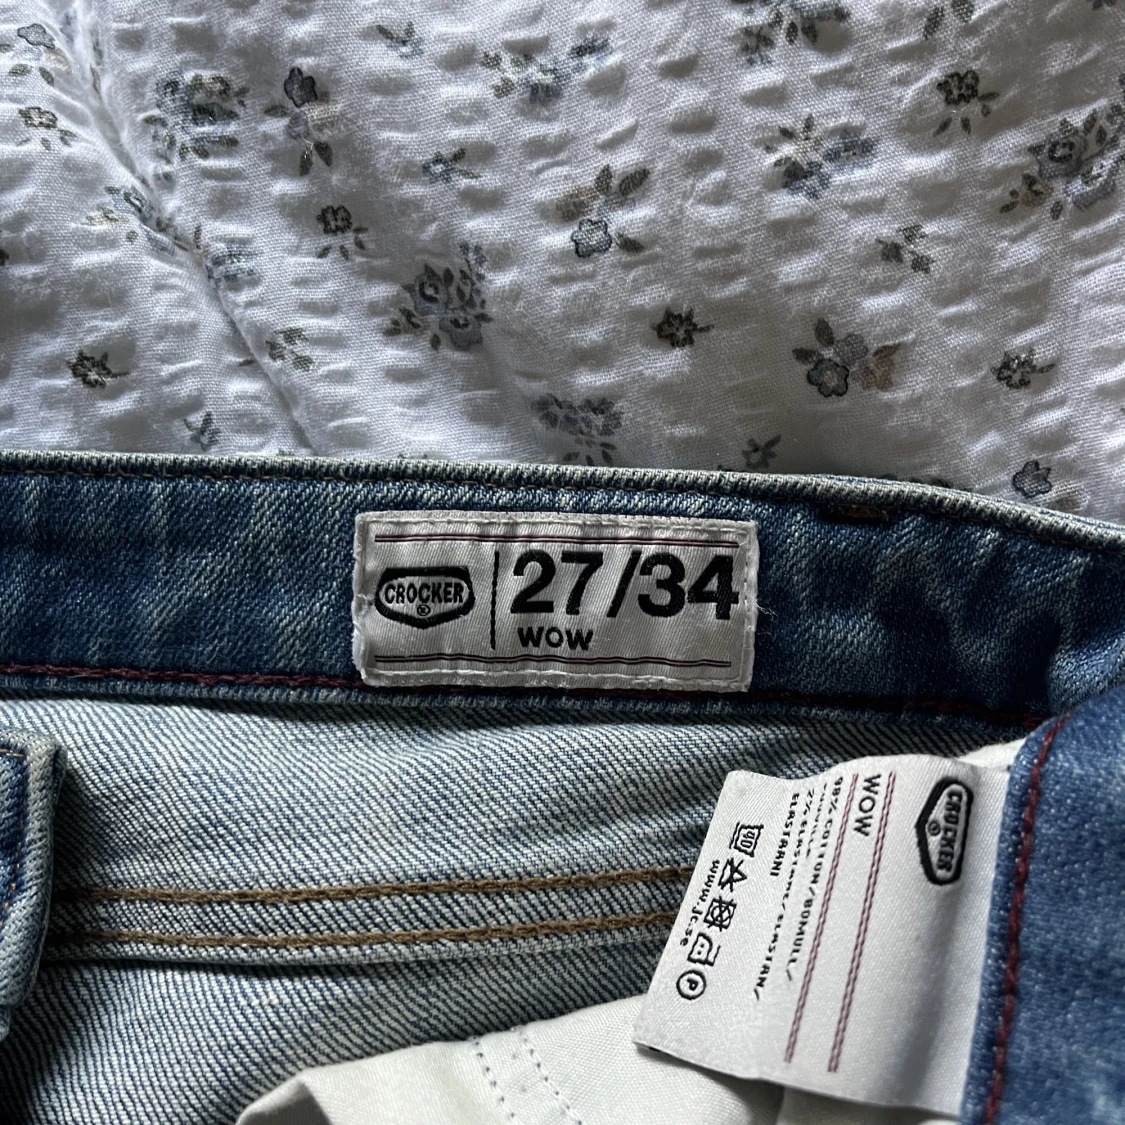 CROCKER
®
27/34
WOW
CROCKER
®
WOW
98% COTTON/BOMULL/
2% ELASTANE/ELASTAN/
ELASTAANI
www.jc.se
P